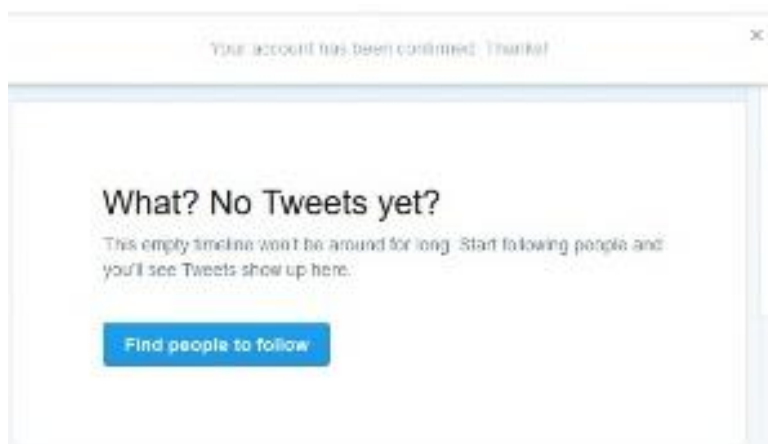 Your account has been confirmed. Thanks!
What? No Tweets yet?
This empty timeline won't be around for long. Start following people and
you'll see Tweets show up here.
Find people to follow